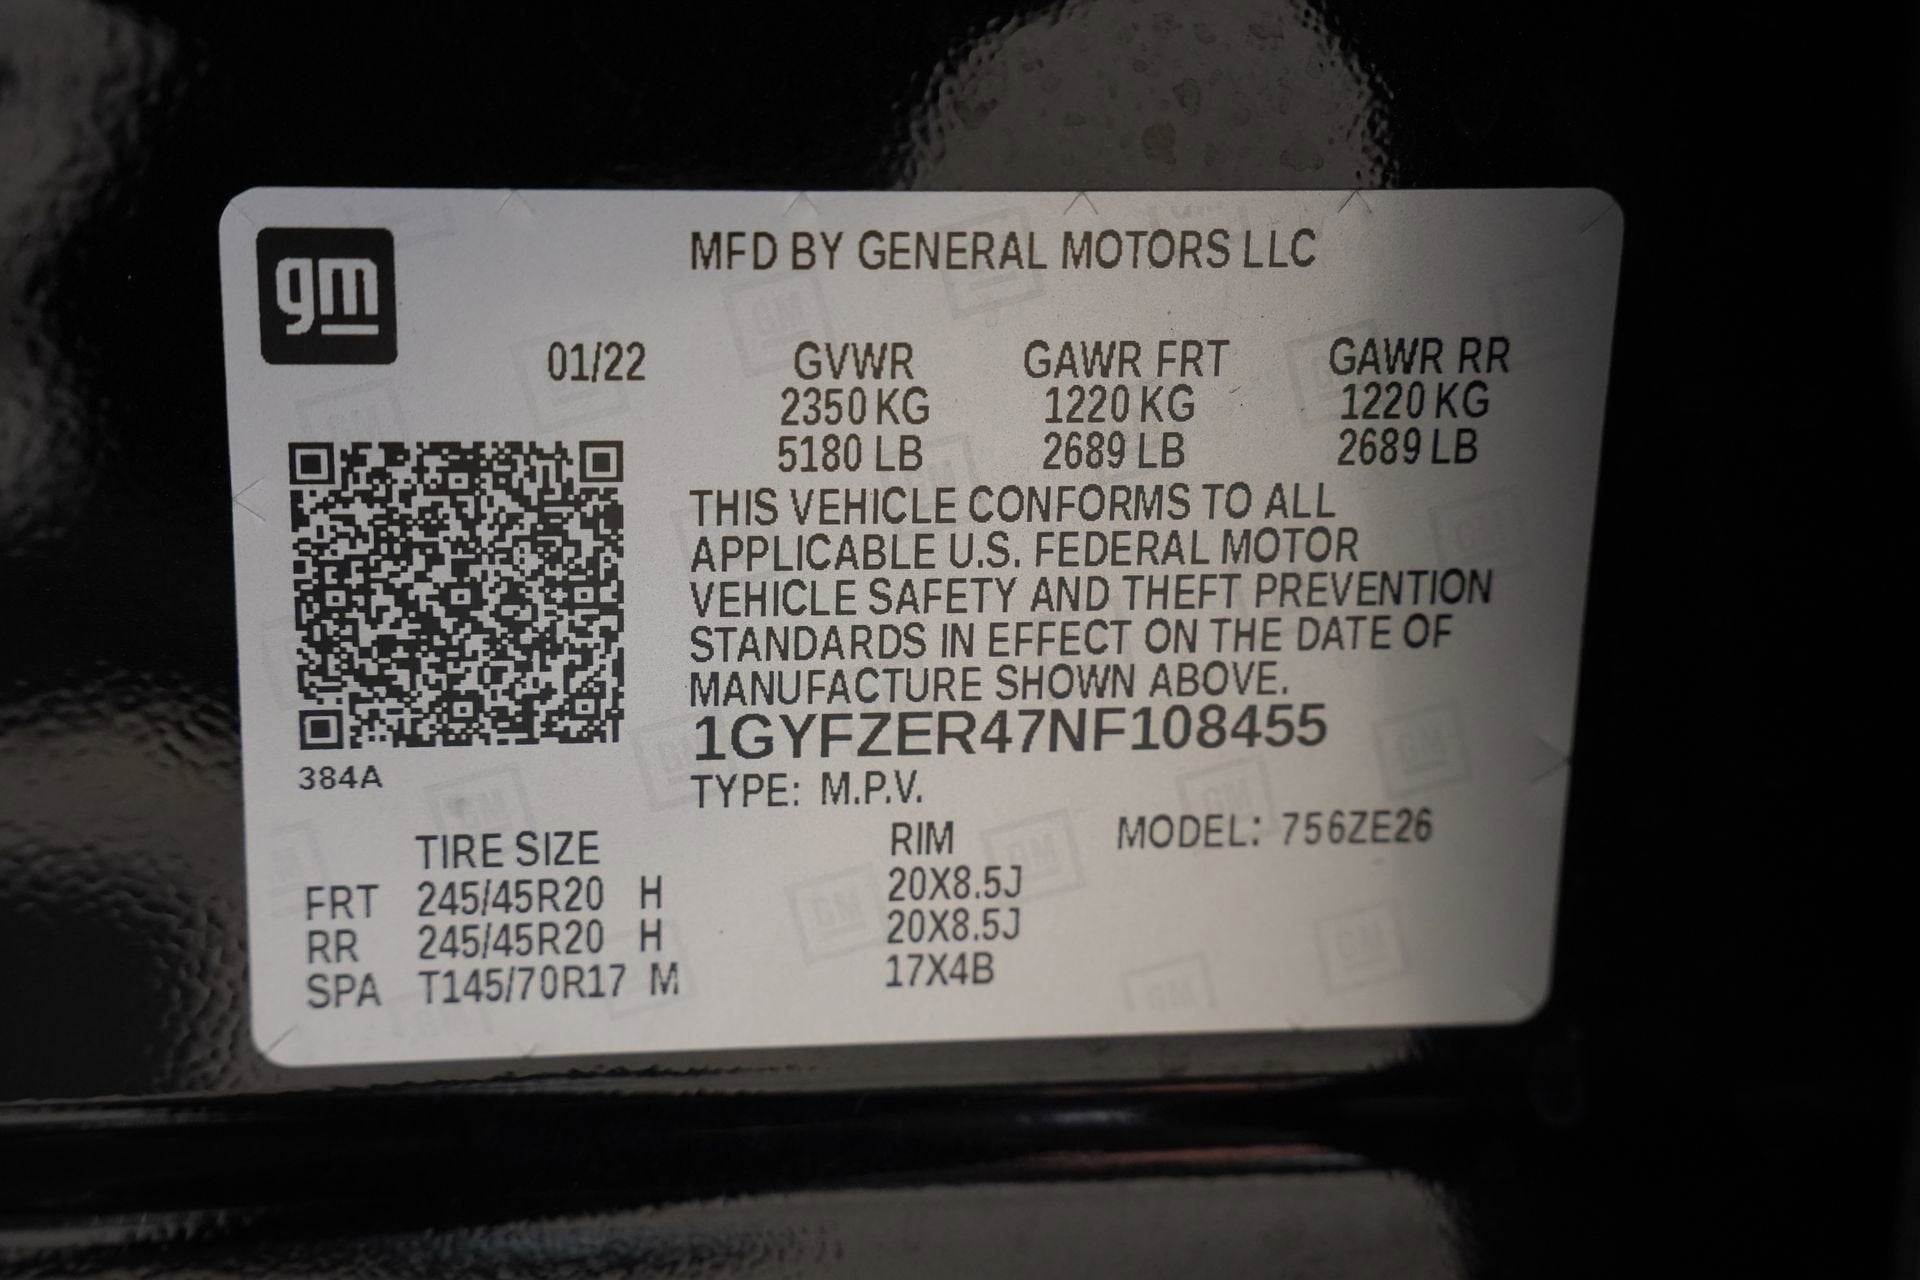 gm
MFD BY GENERAL MOTORS LLC
01/22 GVWR GAWR FRT GAWR RR
2350 KG 1220 KG 1220 KG
5180 LB 2689 LB 2689 LB
THIS VEHICLE CONFORMS TO ALL
APPLICABLE U.S. FEDERAL MOTOR
VEHICLE SAFETY AND THEFT PREVENTION
STANDARDS IN EFFECT ON THE DATE OF
MANUFACTURE SHOWN ABOVE.
1GYFZER47NF108455
384A
TYPE: M.P.V.
TIRE SIZE RIM MODEL: 756ZE26
FRT 245/45R20 H 20X8.5J
RR 245/45R20 H 20X8.5J
SPA T145/70R17 M 17X4B